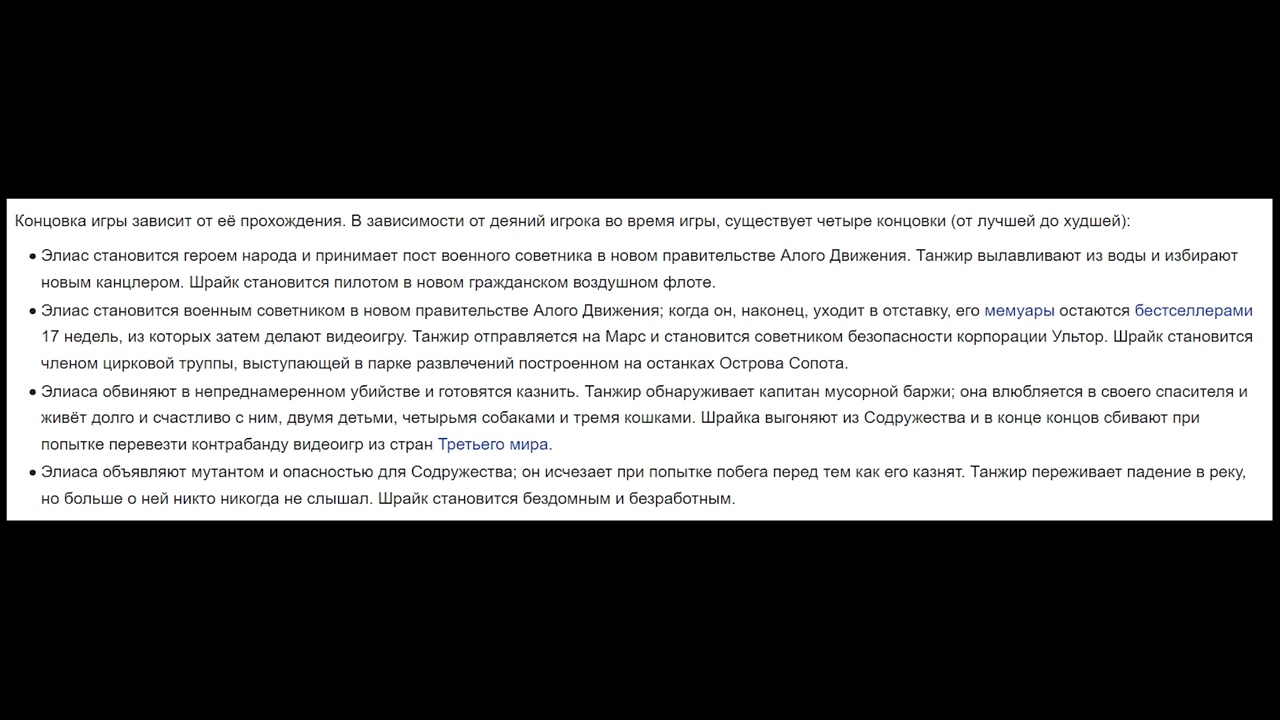 Концовка игры зависит от её прохождения. В зависимости от деяний игрока во время игры, существует четыре концовки (от лучшей до худшей):
• Элиас становится героем народа и принимает пост военного советника в новом правительстве Алого Движения. Танжир вылавливают из воды и избирают
новым канцлером. Шрайк становится пилотом в новом гражданском воздушном флоте.
• Элиас становится военным советником в новом правительстве Алого Движения; когда он, наконец, уходит в отставку, его мемуары остаются бестселлерами
17 недель, из которых затем делают видеоигру. Танжир отправляется на Марс и становится советником безопасности корпорации Ультор. Шрайк становится
членом цирковой труппы, выступающей в парке развлечений построенном на останках Острова Сопота.
• Элиаса обвиняют в непреднамеренном убийстве и готовятся казнить. Танжир обнаруживает капитан мусорной баржи; она влюбляется в своего спасителя и
живёт долго и счастливо с ним, двумя детьми, четырьмя собаками и тремя кошками. Шрайка выгоняют из Содружества и в конце концов сбивают при
попытке перевезти контрабанду видеоигр из стран Третьего мира.
• Элиаса объявляют мутантом и опасностью для Содружества; он исчезает при попытке побега перед тем как его казнят. Танжир переживает падение в реку,
но больше о ней никто никогда не слышал. Шрайк становится бездомным и безработным.